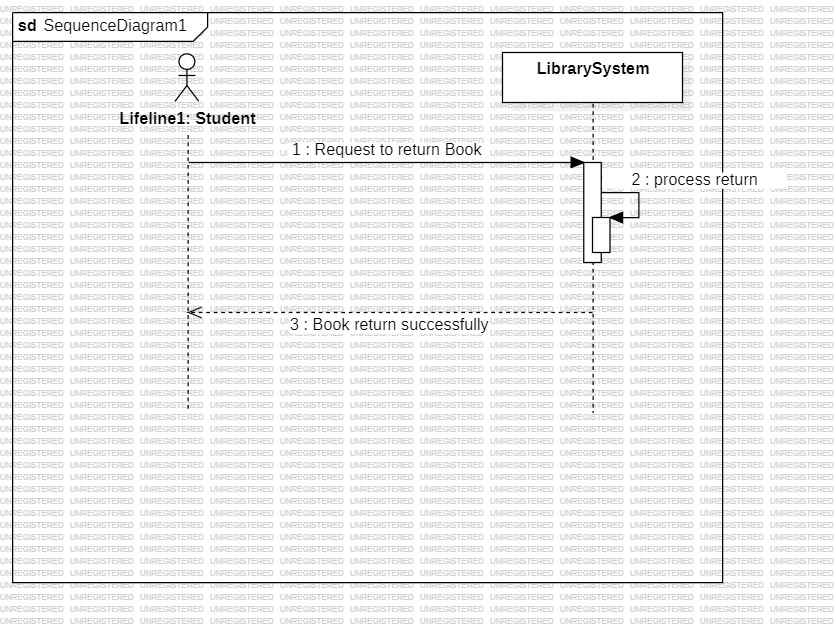 sd SequenceDiagram1
LibrarySystem
Lifeline1: Student
1 : Request to return Book
2 : process return
3 : Book return successfully
UNREGISTERED